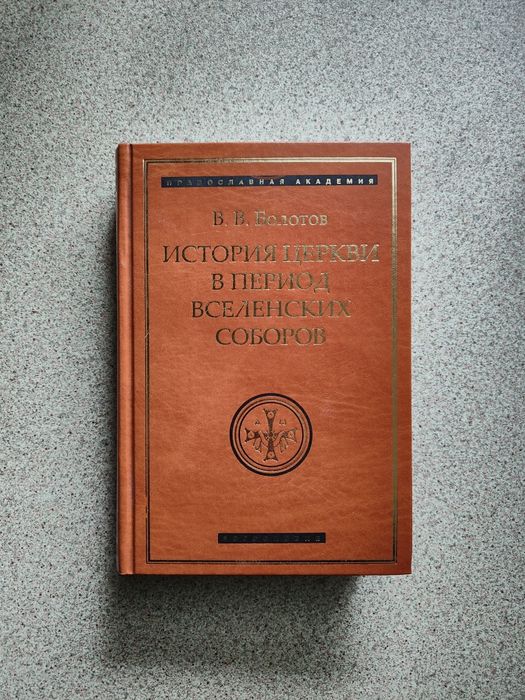 ПРАВОСЛАВНАЯ АКАДЕМИЯ
В. В. Болотов
ИСТОРИЯ ЦЕРКВИ
В ПЕРИОД
ВСЕЛЕНСКИХ
СОБОРОВ